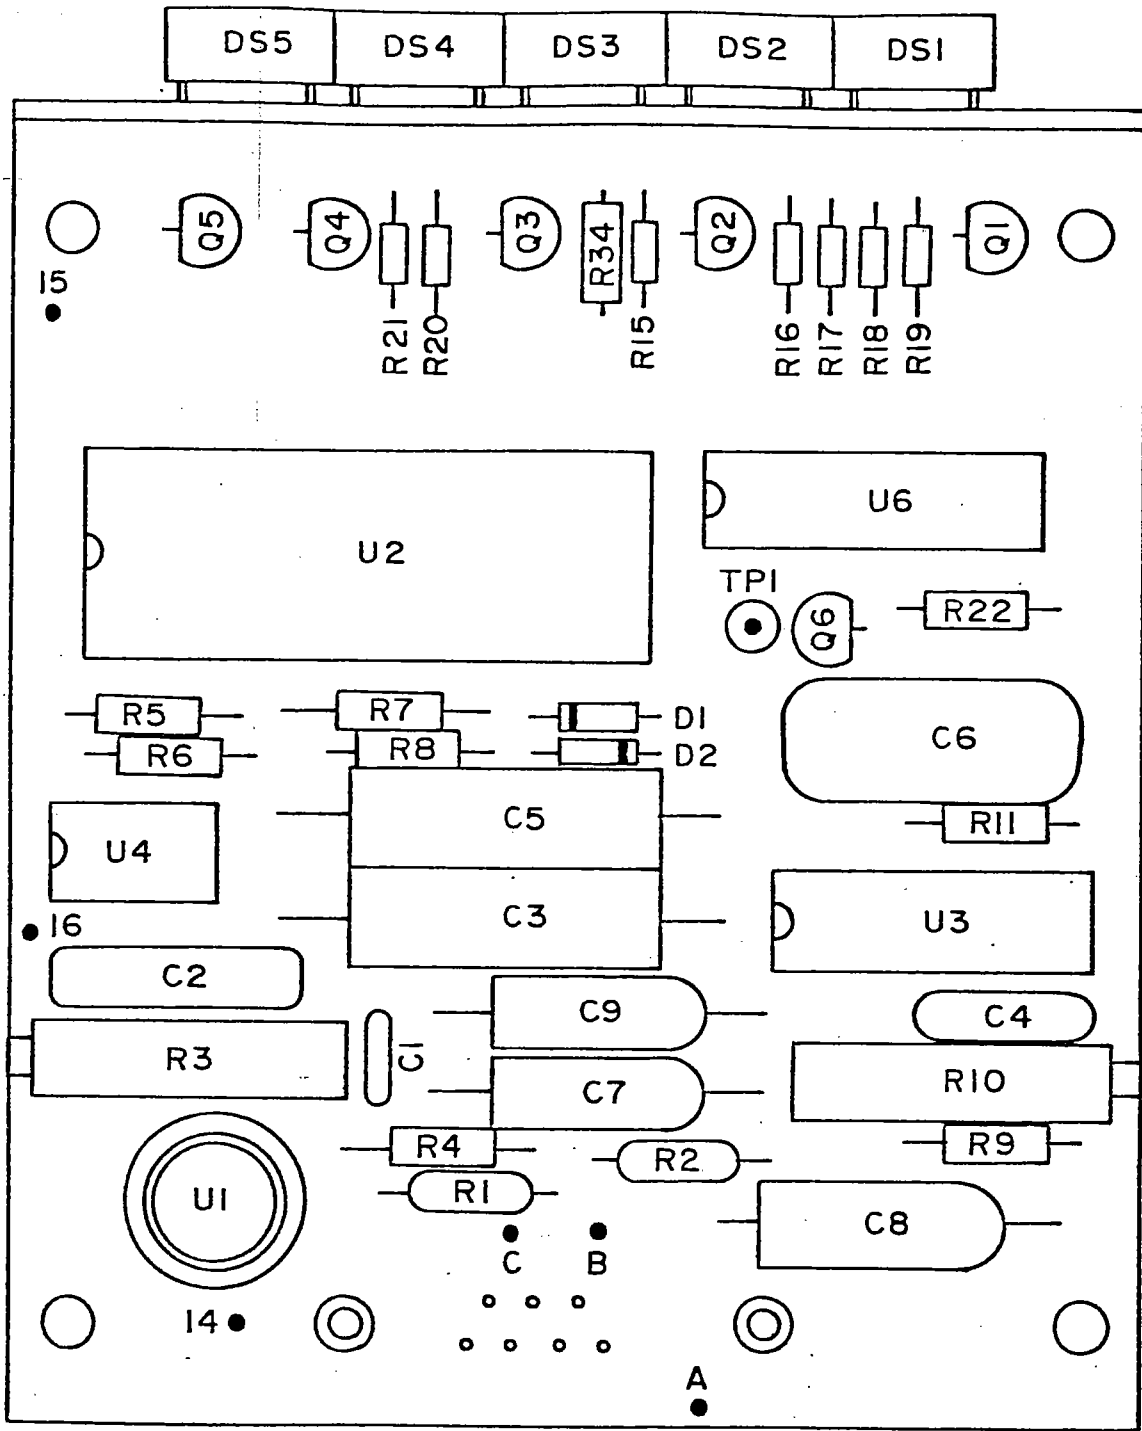 DS5 DS4 DS3 DS2 DS1
Q5 Q4 Q3 R34 Q2 Q1
15
R21 R20 R15 R16 R17 R18 R19
U2 U6
TP1
Q6 R22
R5 R7 D1
R6 R8 D2 C6
C5 R11
U4
C3 U3
16
C2
C9 C4
R3 C1
C7 R10
R4 R2 R9
U1 R1
C8
C B
14
A